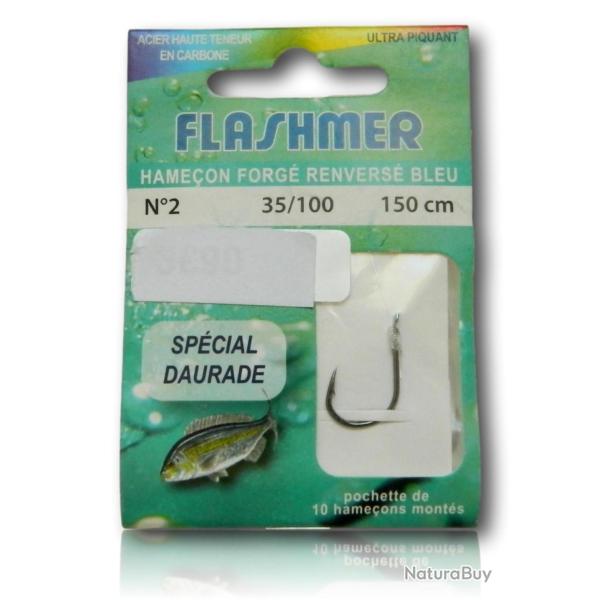 ACIER HAUTE TENEUR
EN CARBONE
ULTRA PIQUANT
FLASHMER
HAMEÇON FORGÉ RENVERSÉ BLEU
N°2 35/100 150 cm
SPÉCIAL
DAURADE
pochette de
10 hameçons montés
NaturaBuy